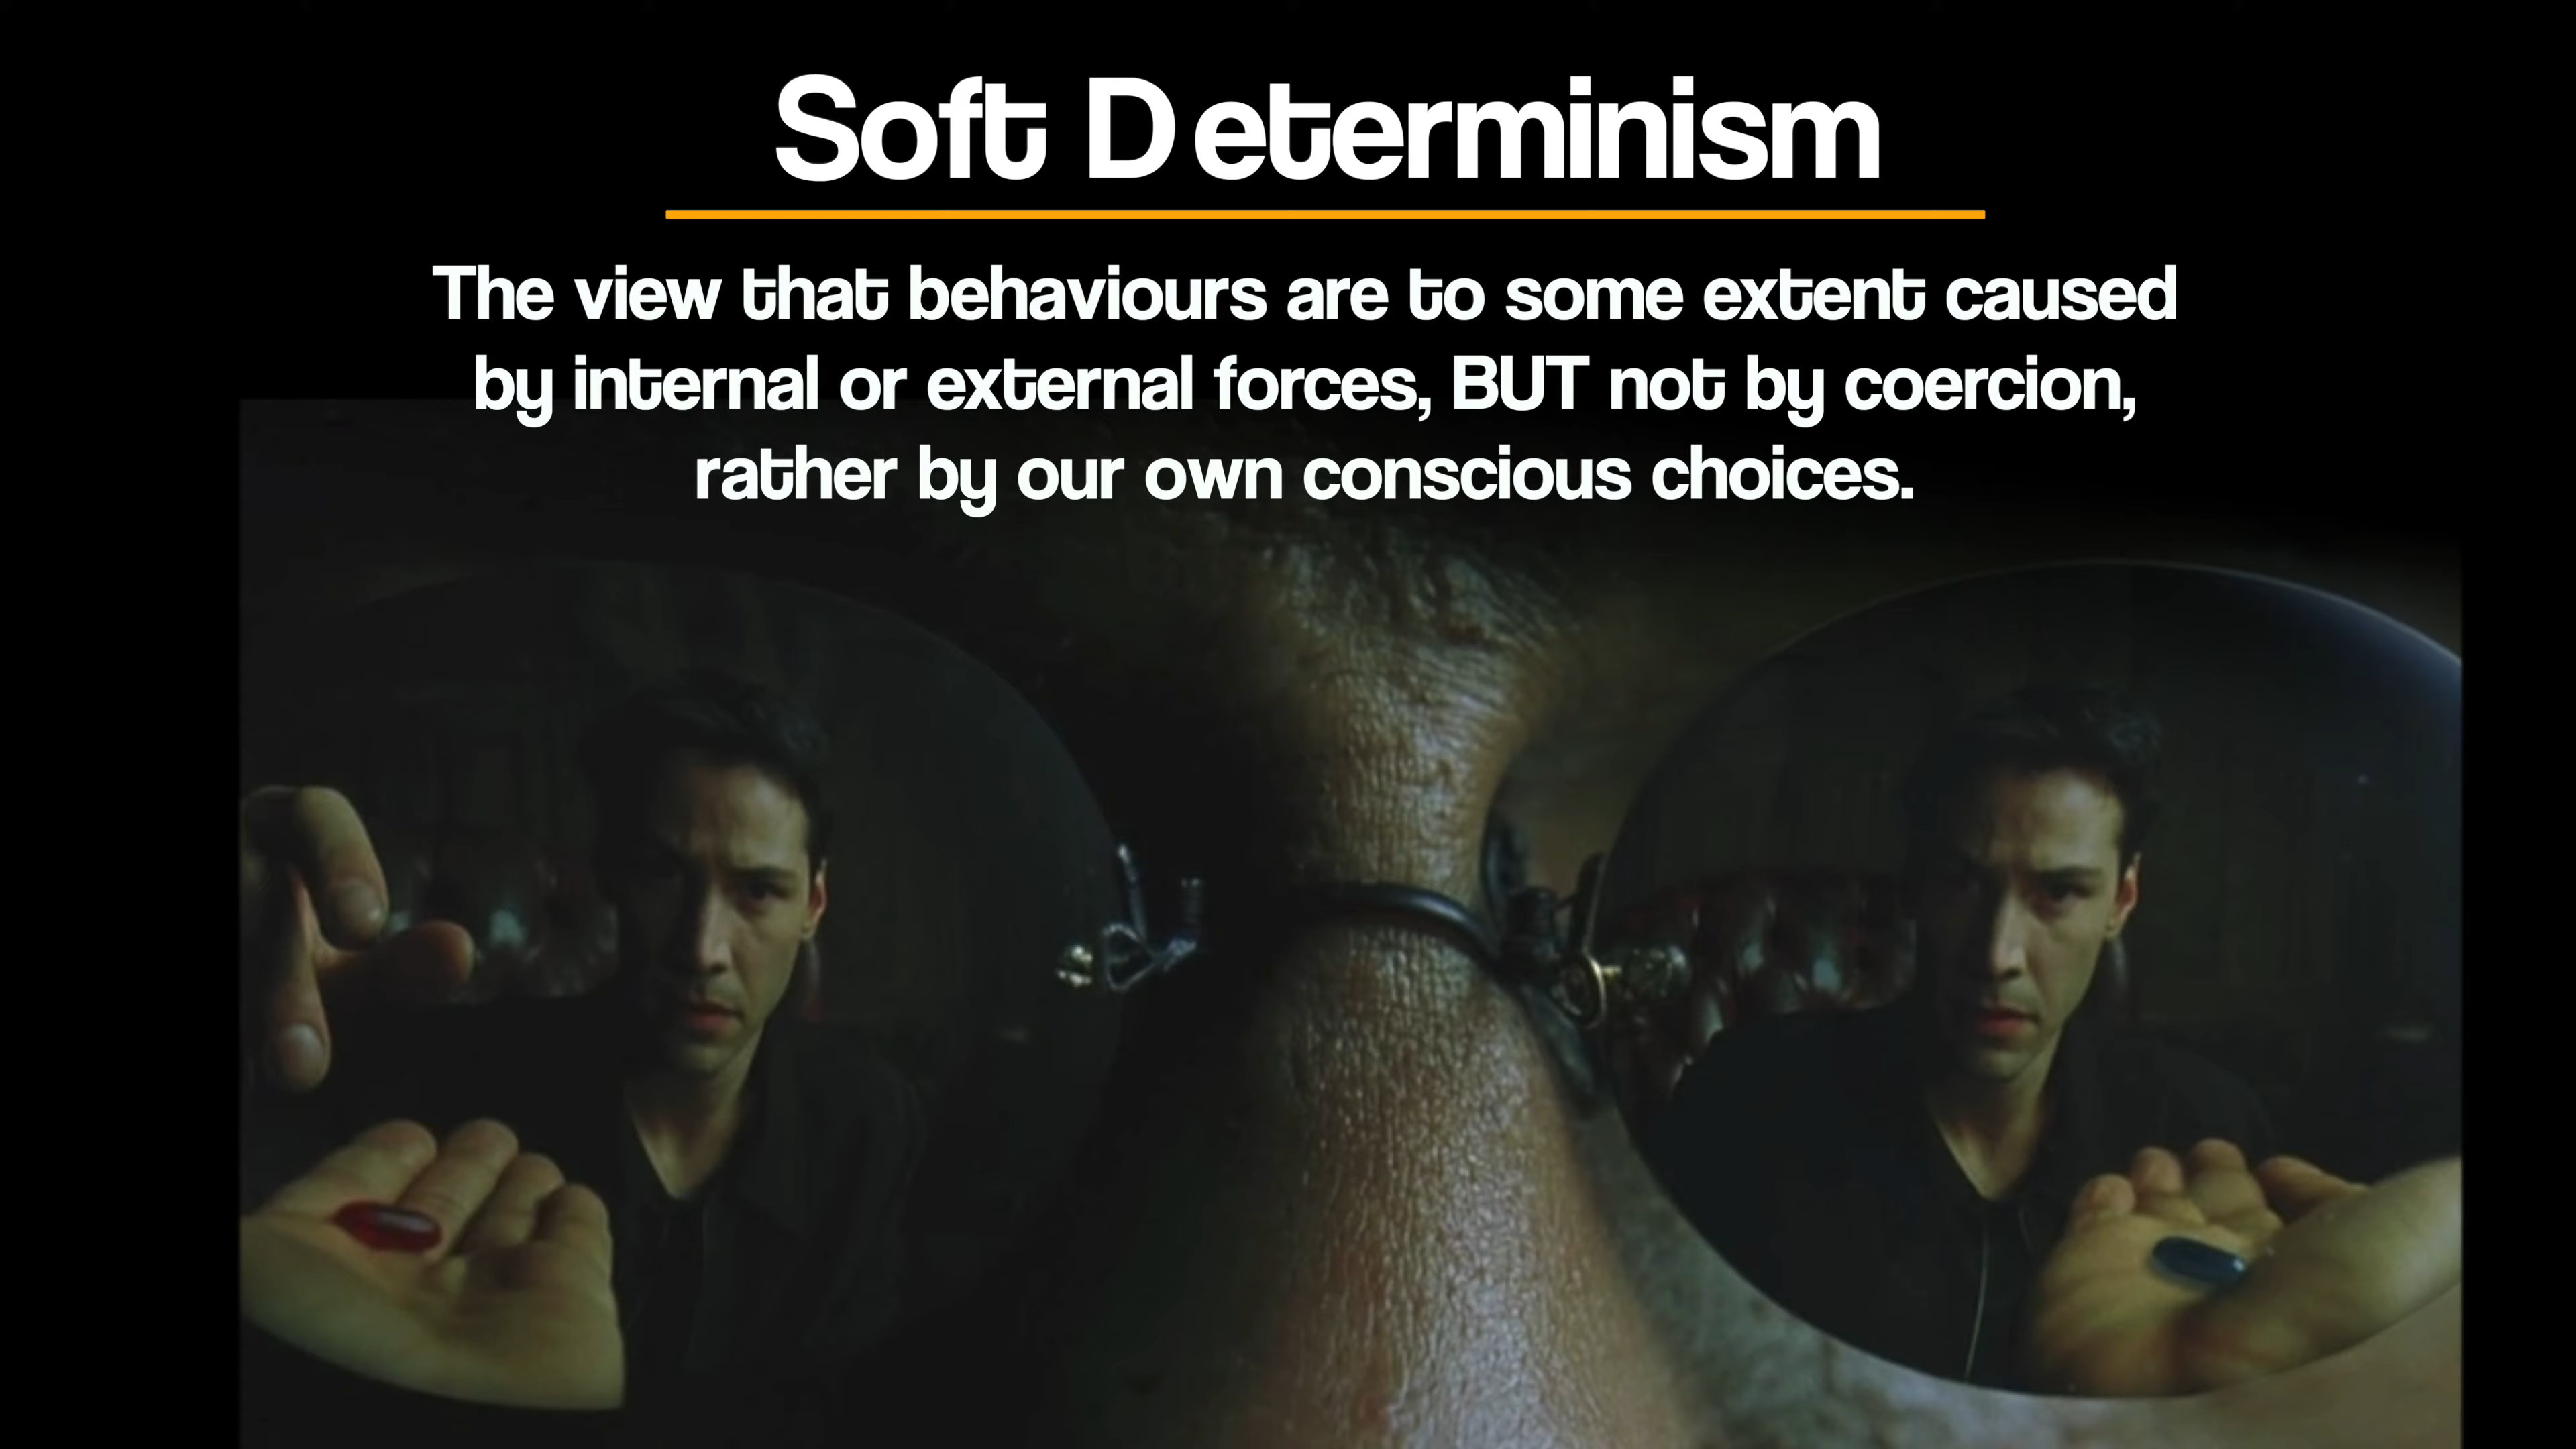 Soft Determinism
The view that behaviours are to some extent caused
by internal or external forces, BUT not by coercion,
rather by our own conscious choices.